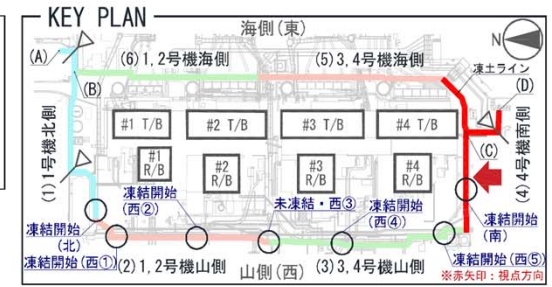 KEY PLAN
海側(東)
N
(A)
(6)1,2号機海側
(5)3,4号機海側
凍土ライン
(D)
(B)
(1)1号機北側
#1 T/B
#2 T/B
#3 T/B
#4 T/B
(C)
(4)4号機南側
#1
R/B
#2
R/B
#3
R/B
#4
R/B
凍結開始
(西②)
未凍結・西③
凍結開始
(西④)
凍結開始
(北)
凍結開始
(南)
凍結開始(西①)
(2)1,2号機山側
山側(西)
(3)3,4号機山側
凍結開始(西⑤)
※赤矢印：視点方向